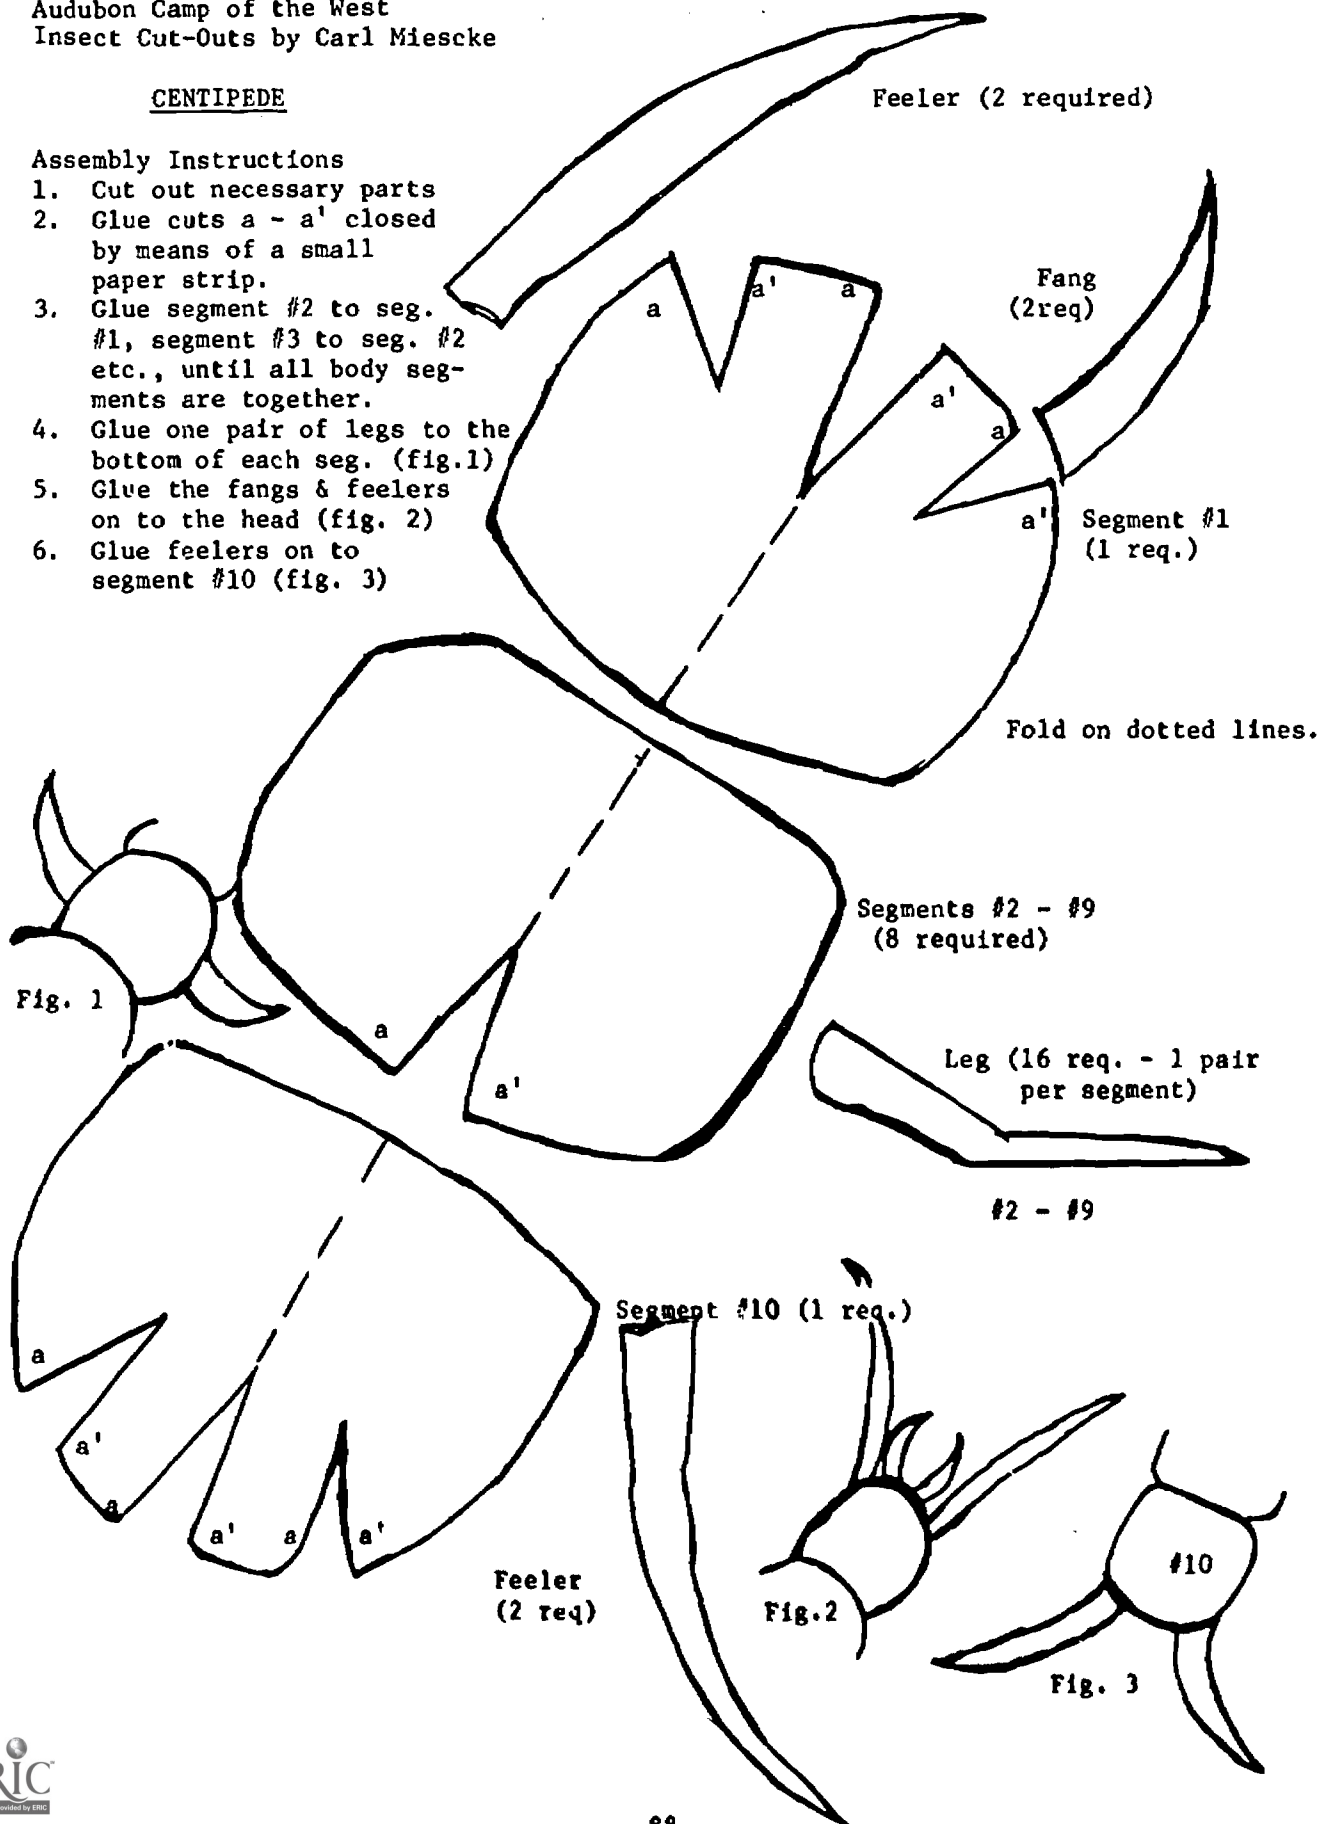 Audubon Camp of the West
Insect Cut-Outs by Carl Miescke
CENTIPEDE
Assembly Instructions
1. Cut out necessary parts
2. Glue cuts a - a' closed
by means of a small
paper strip.
3. Glue segment #2 to seg.
#1, segment #3 to seg. #2
etc., until all body seg-
ments are together.
4. Glue one pair of legs to the
bottom of each seg. (fig.1)
5. Glue the fangs & feelers
on to the head (fig. 2)
6. Glue feelers on to
segment #10 (fig. 3)
Feeler (2 required)
Fang
(2req)
a
a'
a
a'
a
a'
Segment #1
(1 req.)
Fold on dotted lines.
Segments #2 - #9
(8 required)
Fig. 1
a
a'
Leg (16 req. - 1 pair
per segment)
#2 - #9
Segment #10 (1 req.)
a
a'
a
a'
a
a'
Feeler
(2 req)
Fig.2
#10
Fig. 3